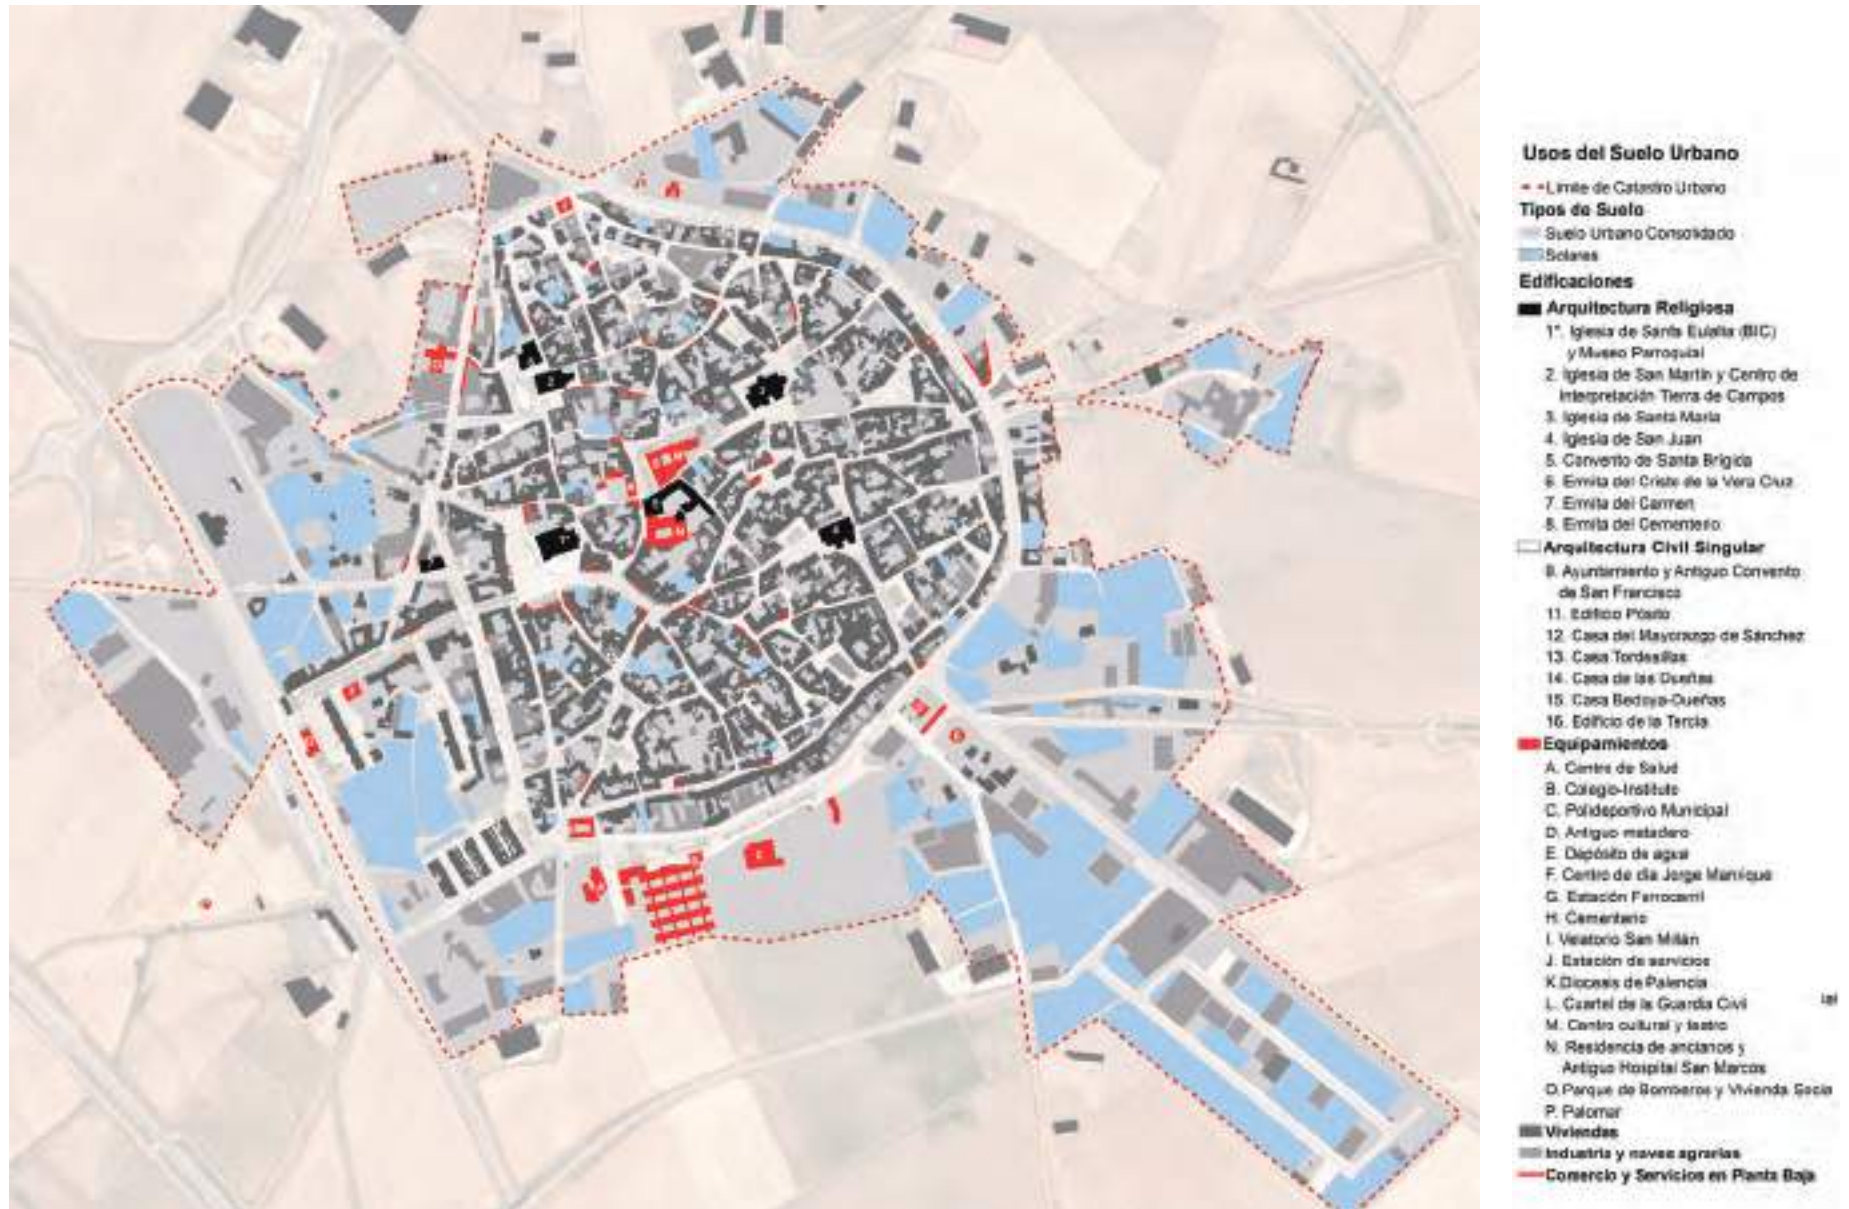 Usos del Suelo Urbano
Limite de Catastro Urbano
Tipos de Suelo
Suelo Urbano Consolidado
Solares
Edificaciones
Arquitectura Religiosa
1*. Iglesia de Santa Eulalia (BIC)
y Museo Parroquial
2. Iglesia de San Martín y Centro de
Interpretación Tierra de Campos
3. Iglesia de Santa María
4. Iglesia de San Juan
5. Convento de Santa Brígida
6. Ermita del Cristo de la Vera Cruz
7. Ermita del Carmen
8. Ermita del Cementerio
Arquitectura Civil Singular
9. Ayuntamiento y Antiguo Convento
de San Francisco
11. Edificio Pósito
12. Casa del Mayorazgo de Sánchez
13. Casa Tordesillas
14. Casa de las Dueñas
15. Casa Bedoya-Dueñas
16. Edificio de la Tercia
Equipamientos
A. Centro de Salud
B. Colegio-Instituto
C. Polideportivo Municipal
D. Antiguo matadero
E. Depósito de agua
F. Centro de día Jorge Manrique
G. Estación Ferrocarril
H. Cementerio
I. Velatorio San Millán
J. Estación de servicios
K.Diocesis de Palencia
L. Cuartel de la Guardia Civil
M. Centro cultural y teatro
N. Residencia de ancianos y
Antiguo Hospital San Marcos
O.Parque de Bomberos y Vivienda Socia
P. Palomar
Viviendas
Industria y naves agrarias
Comercio y Servicios en Planta Baja